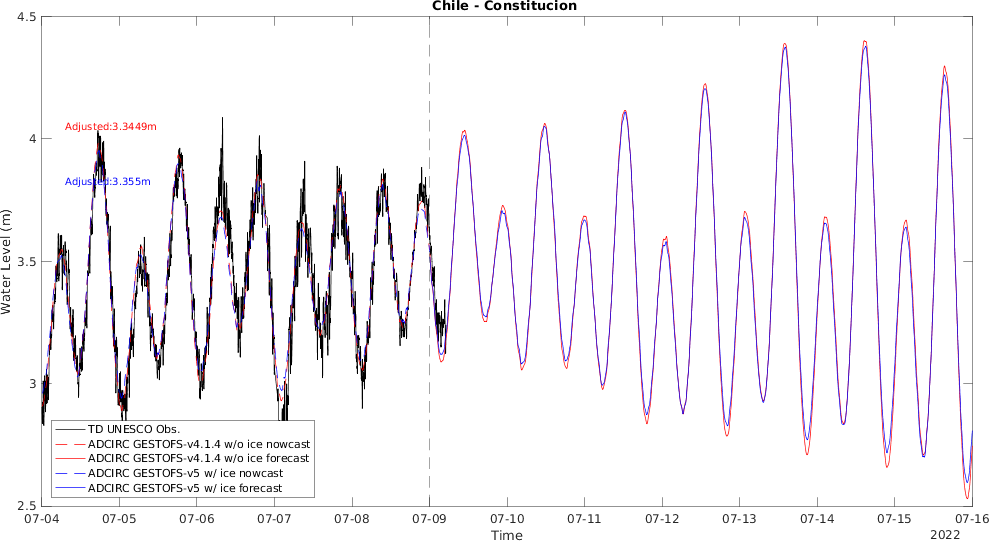 Chile - Constitucion
4.5
4
3.5
3
2.5
Water Level (m)
Adjusted:3.3449m
Adjusted:3.355m
TD UNESCO Obs.
ADCIRC GESTOFS-v4.1.4 w/o ice nowcast
ADCIRC GESTOFS-v4.1.4 w/o ice forecast
ADCIRC GESTOFS-v5 w/ ice nowcast
ADCIRC GESTOFS-v5 w/ ice forecast
07-04 07-05 07-06 07-07 07-08 07-09 07-10 07-11 07-12 07-13 07-14 07-15 07-16
Time
2022